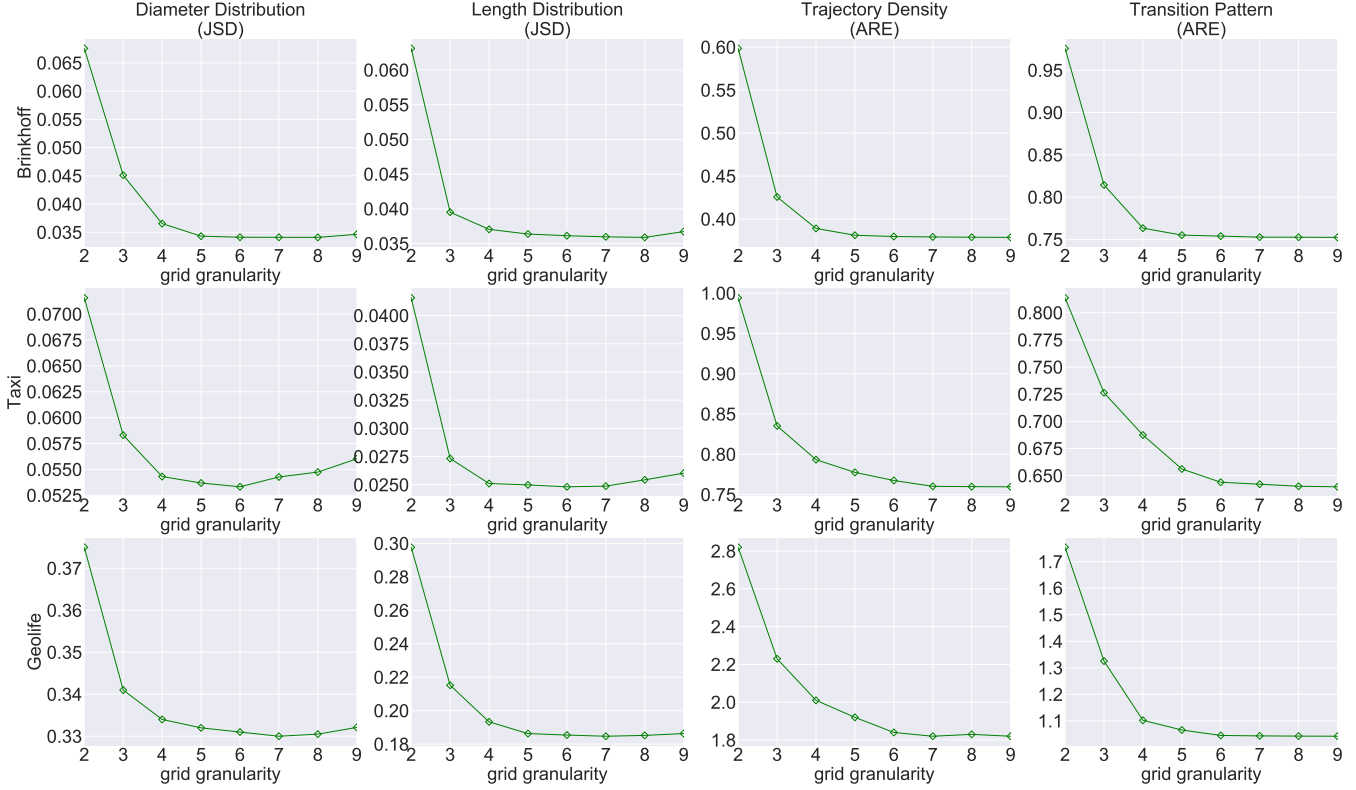 Diameter Distribution
(JSD)
Length Distribution
(JSD)
Trajectory Density
(ARE)
Transition Pattern
(ARE)
Brinkhoff
0.065
0.060
0.055
0.050
0.045
0.040
0.035
2 3 4 5 6 7 8 9
grid granularity
0.060
0.055
0.050
0.045
0.040
0.035
2 3 4 5 6 7 8 9
grid granularity
0.60
0.55
0.50
0.45
0.40
2 3 4 5 6 7 8 9
grid granularity
0.95
0.90
0.85
0.80
0.75
2 3 4 5 6 7 8 9
grid granularity
Taxi
0.0700
0.0675
0.0650
0.0625
0.0600
0.0575
0.0550
0.0525
2 3 4 5 6 7 8 9
grid granularity
0.0400
0.0375
0.0350
0.0325
0.0300
0.0275
0.0250
2 3 4 5 6 7 8 9
grid granularity
1.00
0.95
0.90
0.85
0.80
0.75
2 3 4 5 6 7 8 9
grid granularity
0.800
0.775
0.750
0.725
0.700
0.675
0.650
2 3 4 5 6 7 8 9
grid granularity
Geolife
0.37
0.36
0.35
0.34
0.33
2 3 4 5 6 7 8 9
grid granularity
0.30
0.28
0.26
0.24
0.22
0.20
0.18
2 3 4 5 6 7 8 9
grid granularity
2.8
2.6
2.4
2.2
2.0
1.8
2 3 4 5 6 7 8 9
grid granularity
1.7
1.6
1.5
1.4
1.3
1.2
1.1
2 3 4 5 6 7 8 9
grid granularity